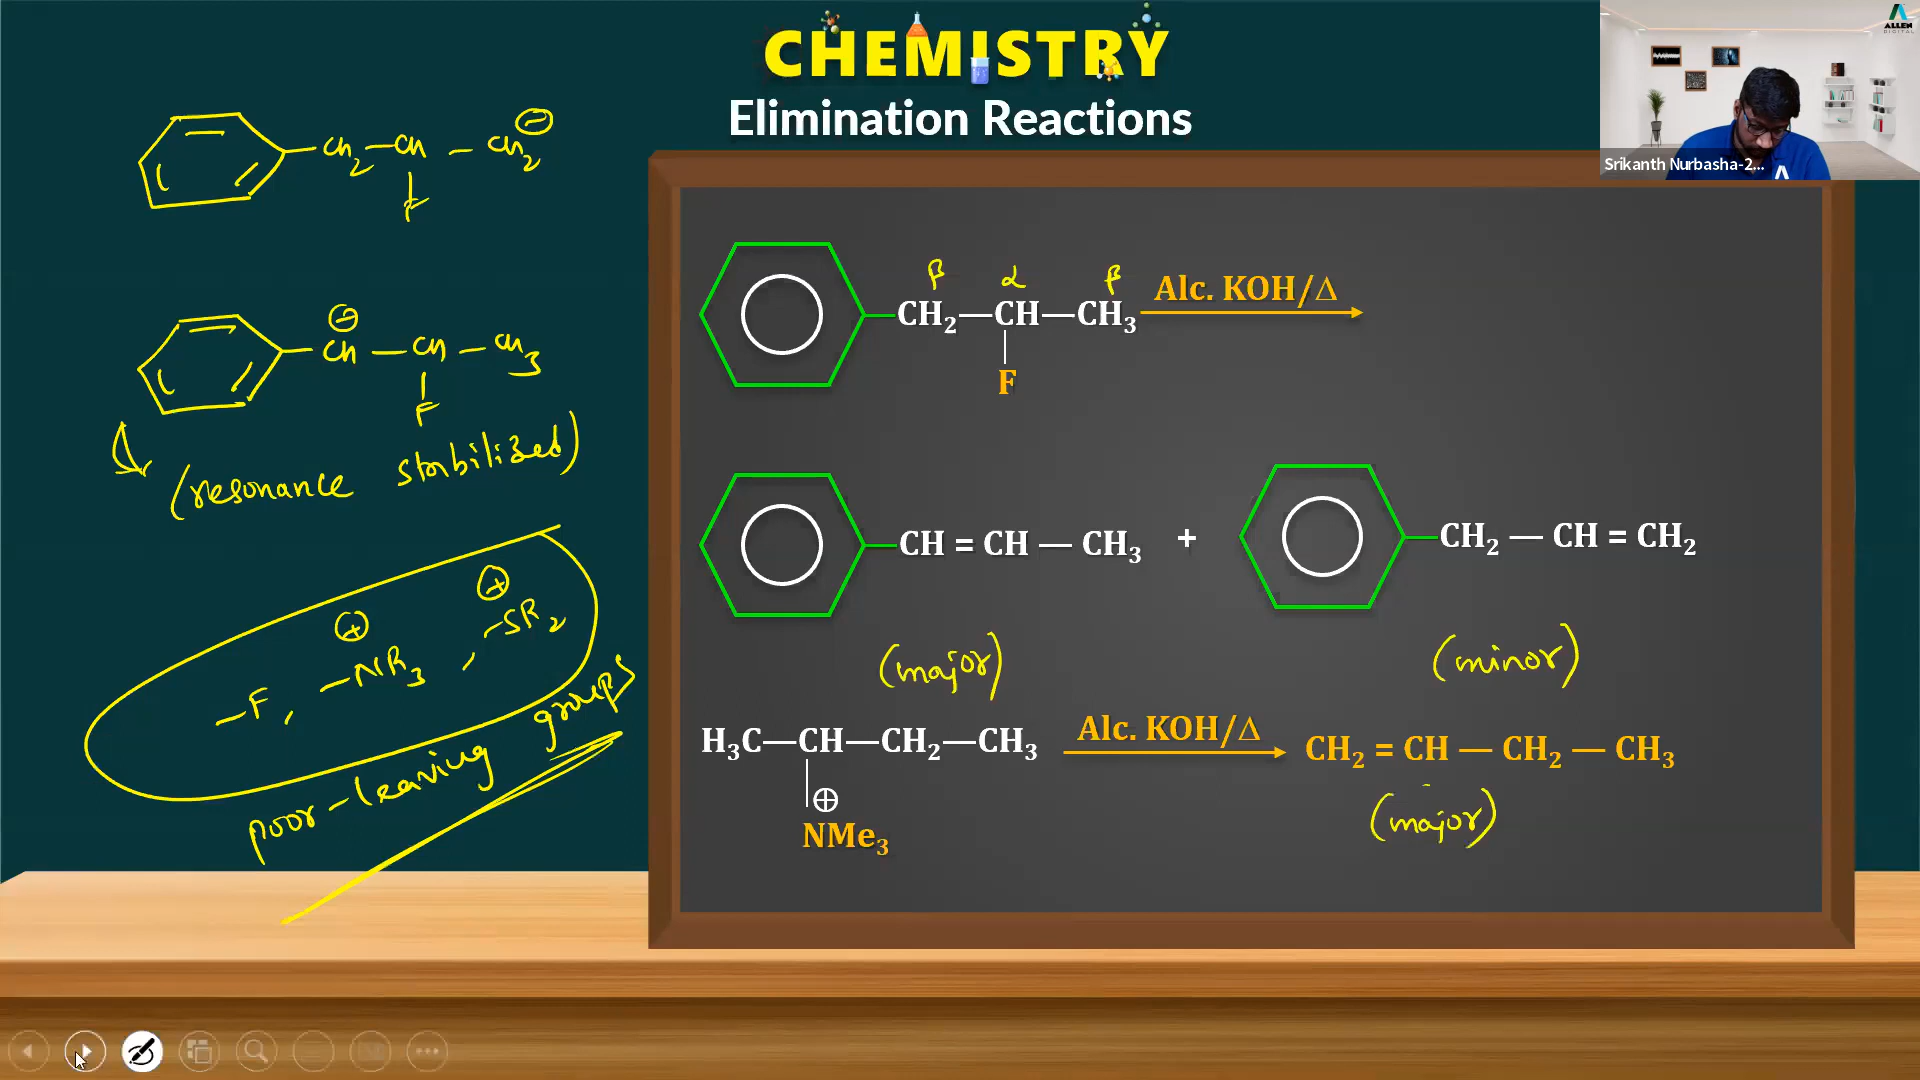 CHEMISTRY
Elimination Reactions
ALLEN
DIGITAL
Srikanth Nurbasha-2...
CH₂—CH—CH₂ ⊖
F
⊖
CH—CH—CH₃
F
(resonance stabilized)
—F, —NR₃ ⊕, —SR₂ ⊕
poor-leaving groups
β α β
CH₂—CH—CH₃ Alc. KOH/Δ
F
CH = CH — CH₃ + CH₂ — CH = CH₂
(major) (minor)
H₃C—CH—CH₂—CH₃ Alc. KOH/Δ CH₂ = CH — CH₂ — CH₃
⊕
NMe₃
(major)